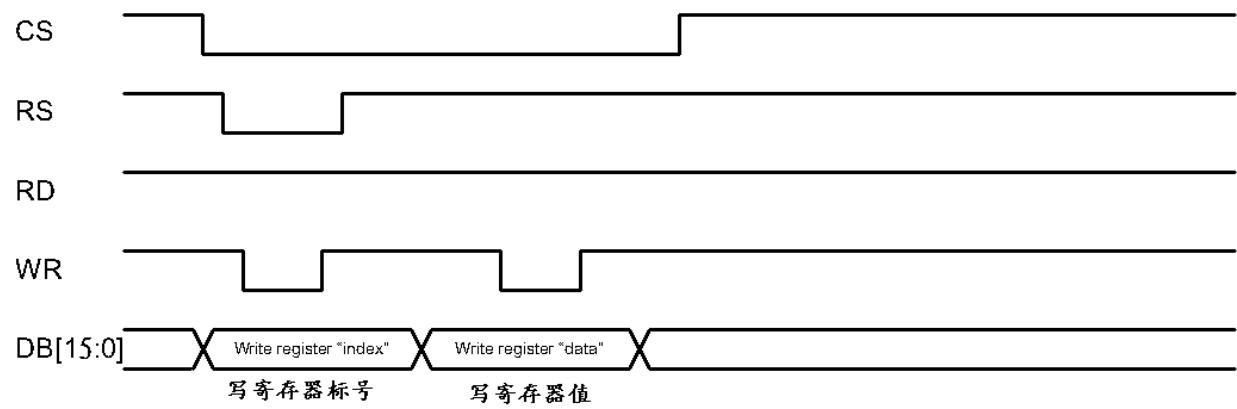 CS
RS
RD
WR
DB[15:0] Write register “index” Write register “data”
写寄存器标号 写寄存器值